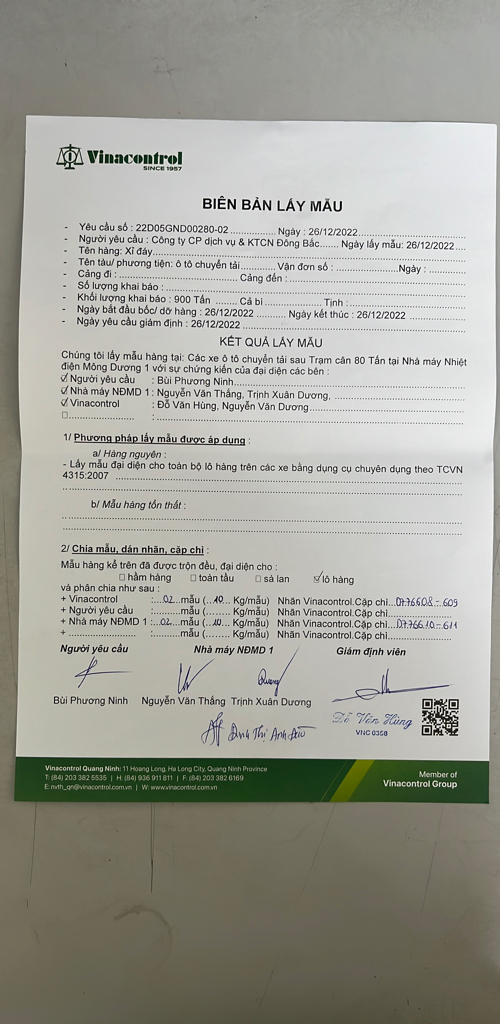 Vinacontrol
SINCE 1957
BIÊN BẢN LẤY MẪU
- Yêu cầu số : 22D05GND00280-02 ................ Ngày : 26/12/2022
- Người yêu cầu : Công ty CP dịch vụ & KTCN Đông Bắc...... Ngày lấy mẫu: 26/12/2022
- Tên hàng: Xỉ đáy
- Tên tàu/ phương tiện: ô tô chuyển tải ........ Vận đơn số : ........ Ngày :
- Cảng đi : ........ Cảng đến :
- Số lượng khai báo :
- Khối lượng khai báo : 900 Tấn ....... Cả bì ........ Tịnh :
- Ngày bắt đầu bốc/ dỡ hàng : 26/12/2022 ........ Ngày kết thúc : 26/12/2022
- Ngày yêu cầu giám định : 26/12/2022
KẾT QUẢ LẤY MẪU
Chúng tôi lấy mẫu hàng tại: Các xe ô tô chuyển tải sau Trạm cân 80 Tấn tại Nhà máy Nhiệt
điện Mông Dương 1 với sự chứng kiến của đại diện các bên :
☑ Người yêu cầu : Bùi Phương Ninh
☑ Nhà máy NĐMD 1 : Nguyễn Văn Thắng, Trịnh Xuân Dương,
☑ Vinacontrol : Đỗ Văn Hùng, Nguyễn Văn Dương
☐ ........ :
1/ Phương pháp lấy mẫu được áp dụng :
a/ Hàng nguyên :
- Lấy mẫu đại diện cho toàn bộ lô hàng trên các xe bằng dụng cụ chuyên dụng theo TCVN
4315:2007
b/ Mẫu hàng tổn thất :
2/ Chia mẫu, dán nhãn, cặp chì :
Mẫu hàng kể trên đã được trộn đều, đại diện cho :
☐ hầm hàng ☐ toàn tầu ☐ sà lan ☑ lô hàng
và phân chia như sau :
+ Vinacontrol :...02...mẫu (...10... Kg/mẫu) Nhãn Vinacontrol.Cặp chì...0776608-609
+ Người yêu cầu :.........mẫu (....... Kg/mẫu) Nhãn Vinacontrol.Cặp chì
+ Nhà máy NĐMD 1 :...02...mẫu (...10... Kg/mẫu) Nhãn Vinacontrol.Cặp chì...0776610-611
+ ........ :.........mẫu (....... Kg/mẫu) Nhãn Vinacontrol.Cặp chì
Người yêu cầu Nhà máy NĐMD 1 Giám định viên
Bùi Phương Ninh Nguyễn Văn Thắng Trịnh Xuân Dương
Đinh Thị Anh Đào
Đỗ Văn Hùng
VNC 0358
Vinacontrol Quang Ninh: 11 Hoang Long, Ha Long City, Quang Ninh Province
T: (84) 203 382 5535 | H: (84) 936 911 811 | F: (84) 203 382 6169
E: nvth_qn@vinacontrol.com.vn | W: www.vinacontrol.com.vn
Member of
Vinacontrol Group